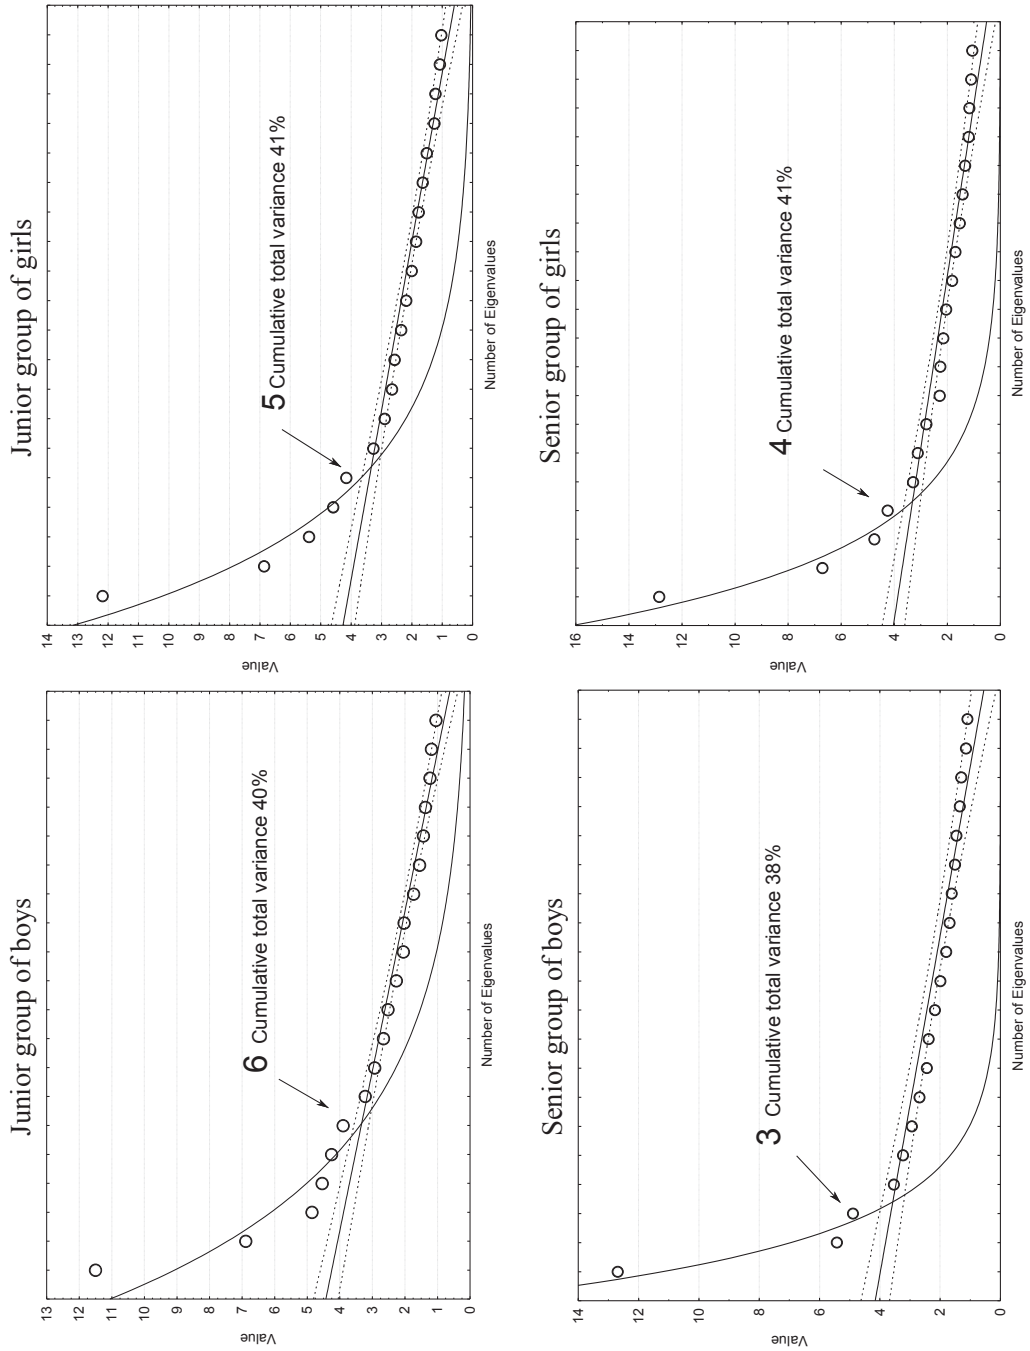 Junior group of boys
13
12
11
10
9
8
7
6
5
4
3
2
1
0
Value
6 Cumulative total variance 40%
Number of Eigenvalues
Junior group of girls
14
13
12
11
10
9
8
7
6
5
4
3
2
1
0
Value
5 Cumulative total variance 41%
Number of Eigenvalues
Senior group of boys
14
12
10
8
6
4
2
0
Value
3 Cumulative total variance 38%
Number of Eigenvalues
Senior group of girls
16
14
12
10
8
6
4
2
0
Value
4 Cumulative total variance 41%
Number of Eigenvalues